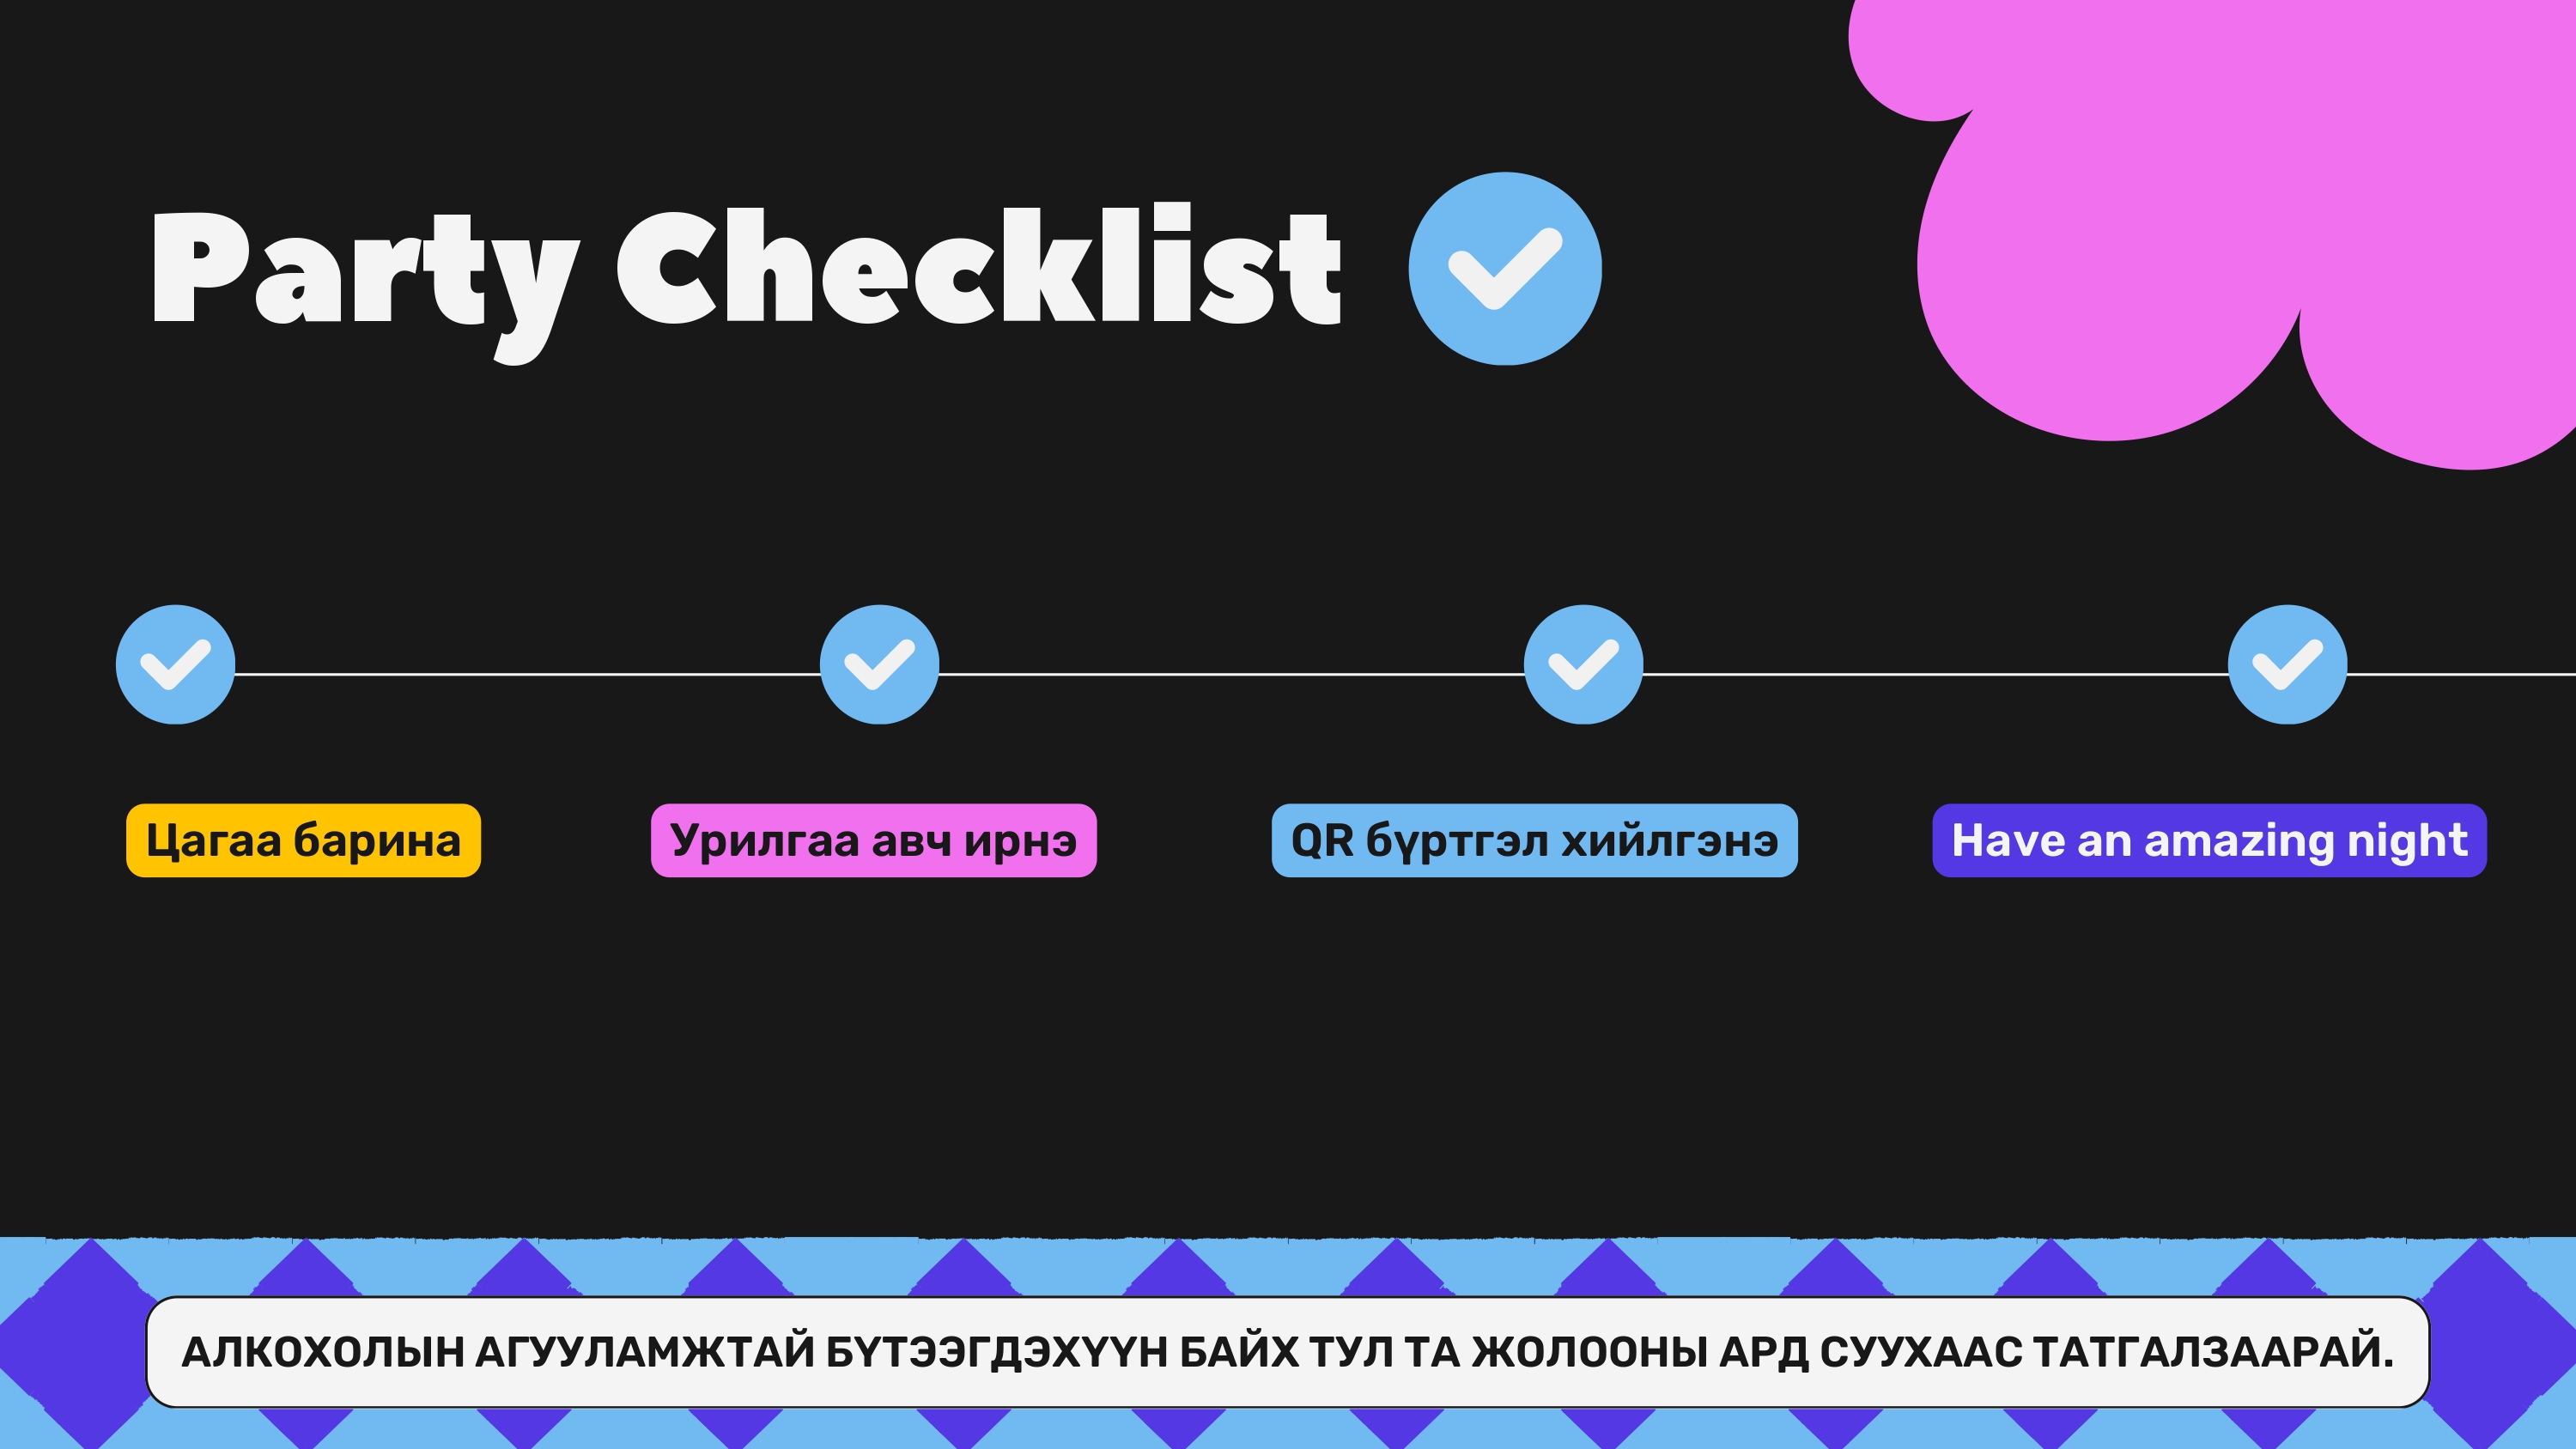 Party Checklist
Цагаа барина
Урилгаа авч ирнэ
QR бүртгэл хийлгэнэ
Have an amazing night
АЛКОХОЛЫН АГУУЛАМЖТАЙ БҮТЭЭГДЭХҮҮН БАЙХ ТУЛ ТА ЖОЛООНЫ АРД СУУХААС ТАТГАЛЗААРАЙ.